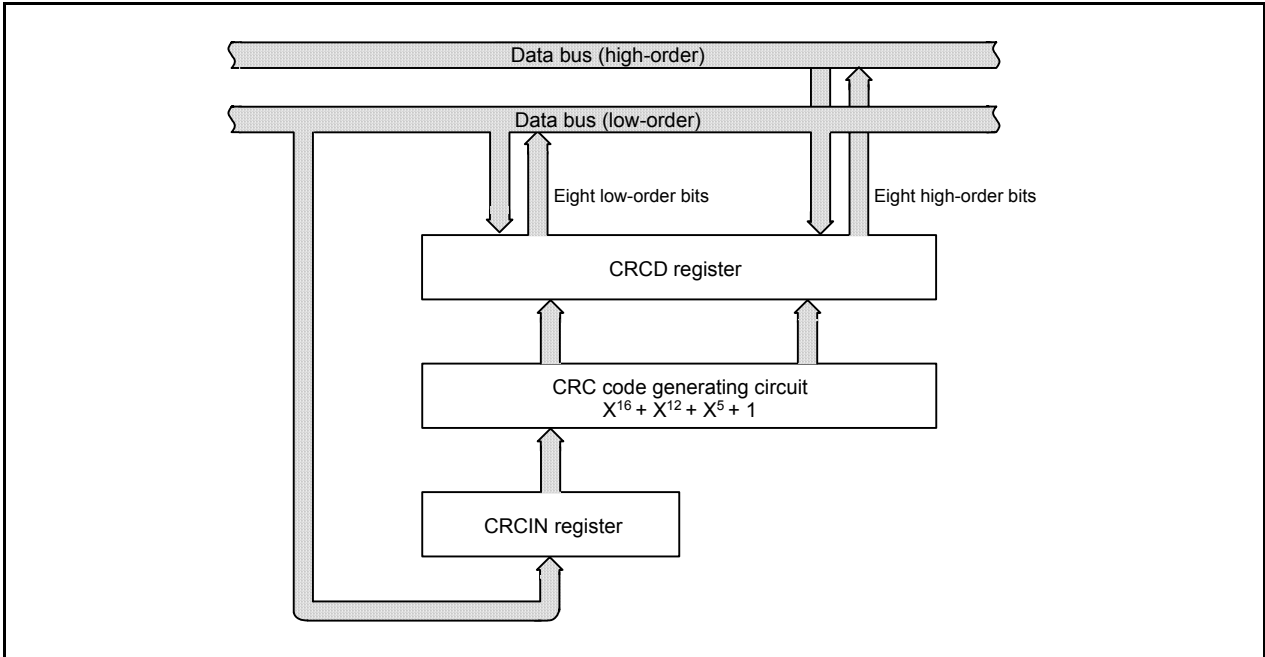 Data bus (high-order)
Data bus (low-order)
Eight low-order bits
Eight high-order bits
CRCD register
CRC code generating circuit
X¹⁶ + X¹² + X⁵ + 1
CRCIN register